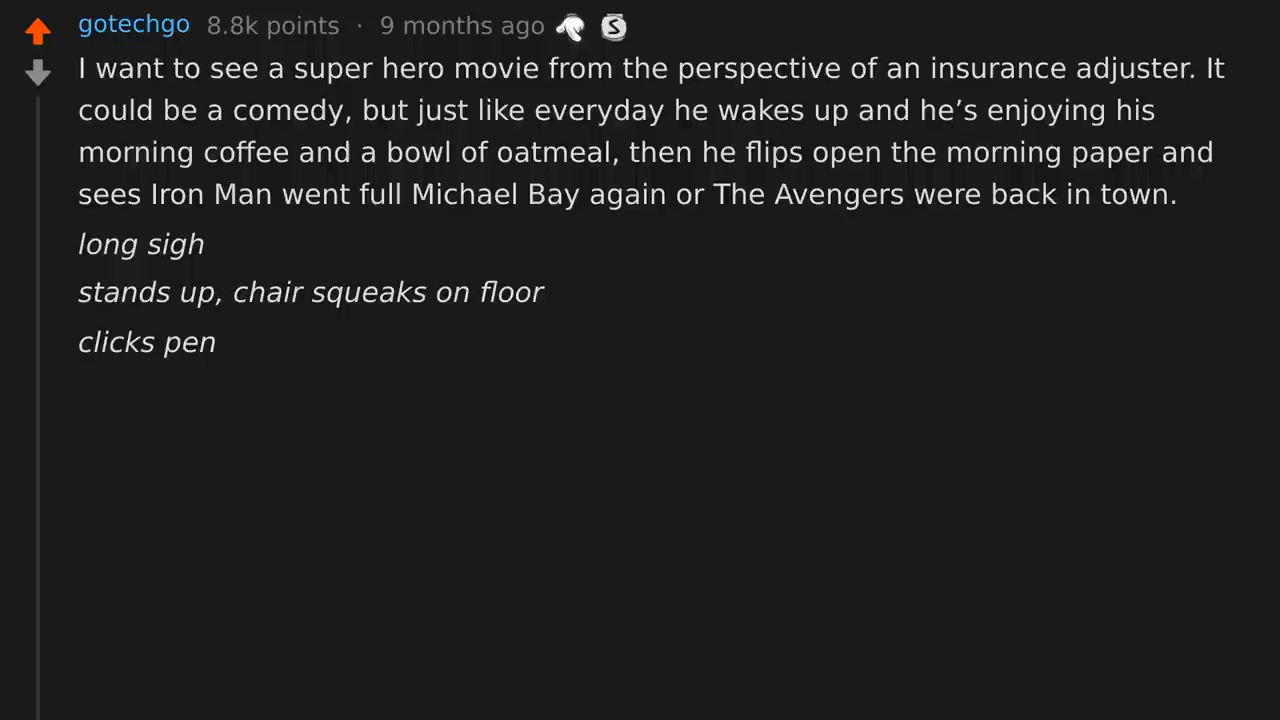 gotechgo 8.8k points · 9 months ago
I want to see a super hero movie from the perspective of an insurance adjuster. It
could be a comedy, but just like everyday he wakes up and he’s enjoying his
morning coffee and a bowl of oatmeal, then he flips open the morning paper and
sees Iron Man went full Michael Bay again or The Avengers were back in town.
long sigh
stands up, chair squeaks on floor
clicks pen